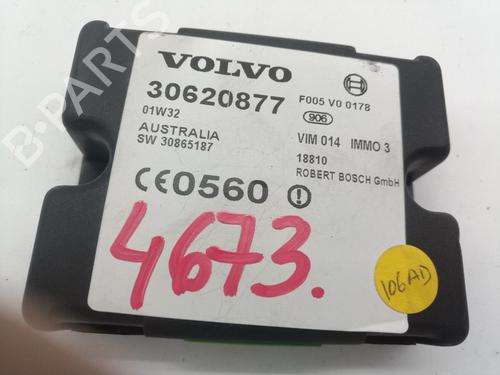 VOLVO
30620877
F005 V0 0178
01W32
906
AUSTRALIA
VIM 014 IMMO 3
SW 30865187
18810
ROBERT BOSCH GmbH
CE0560
4673.
106AD
B-PARTS